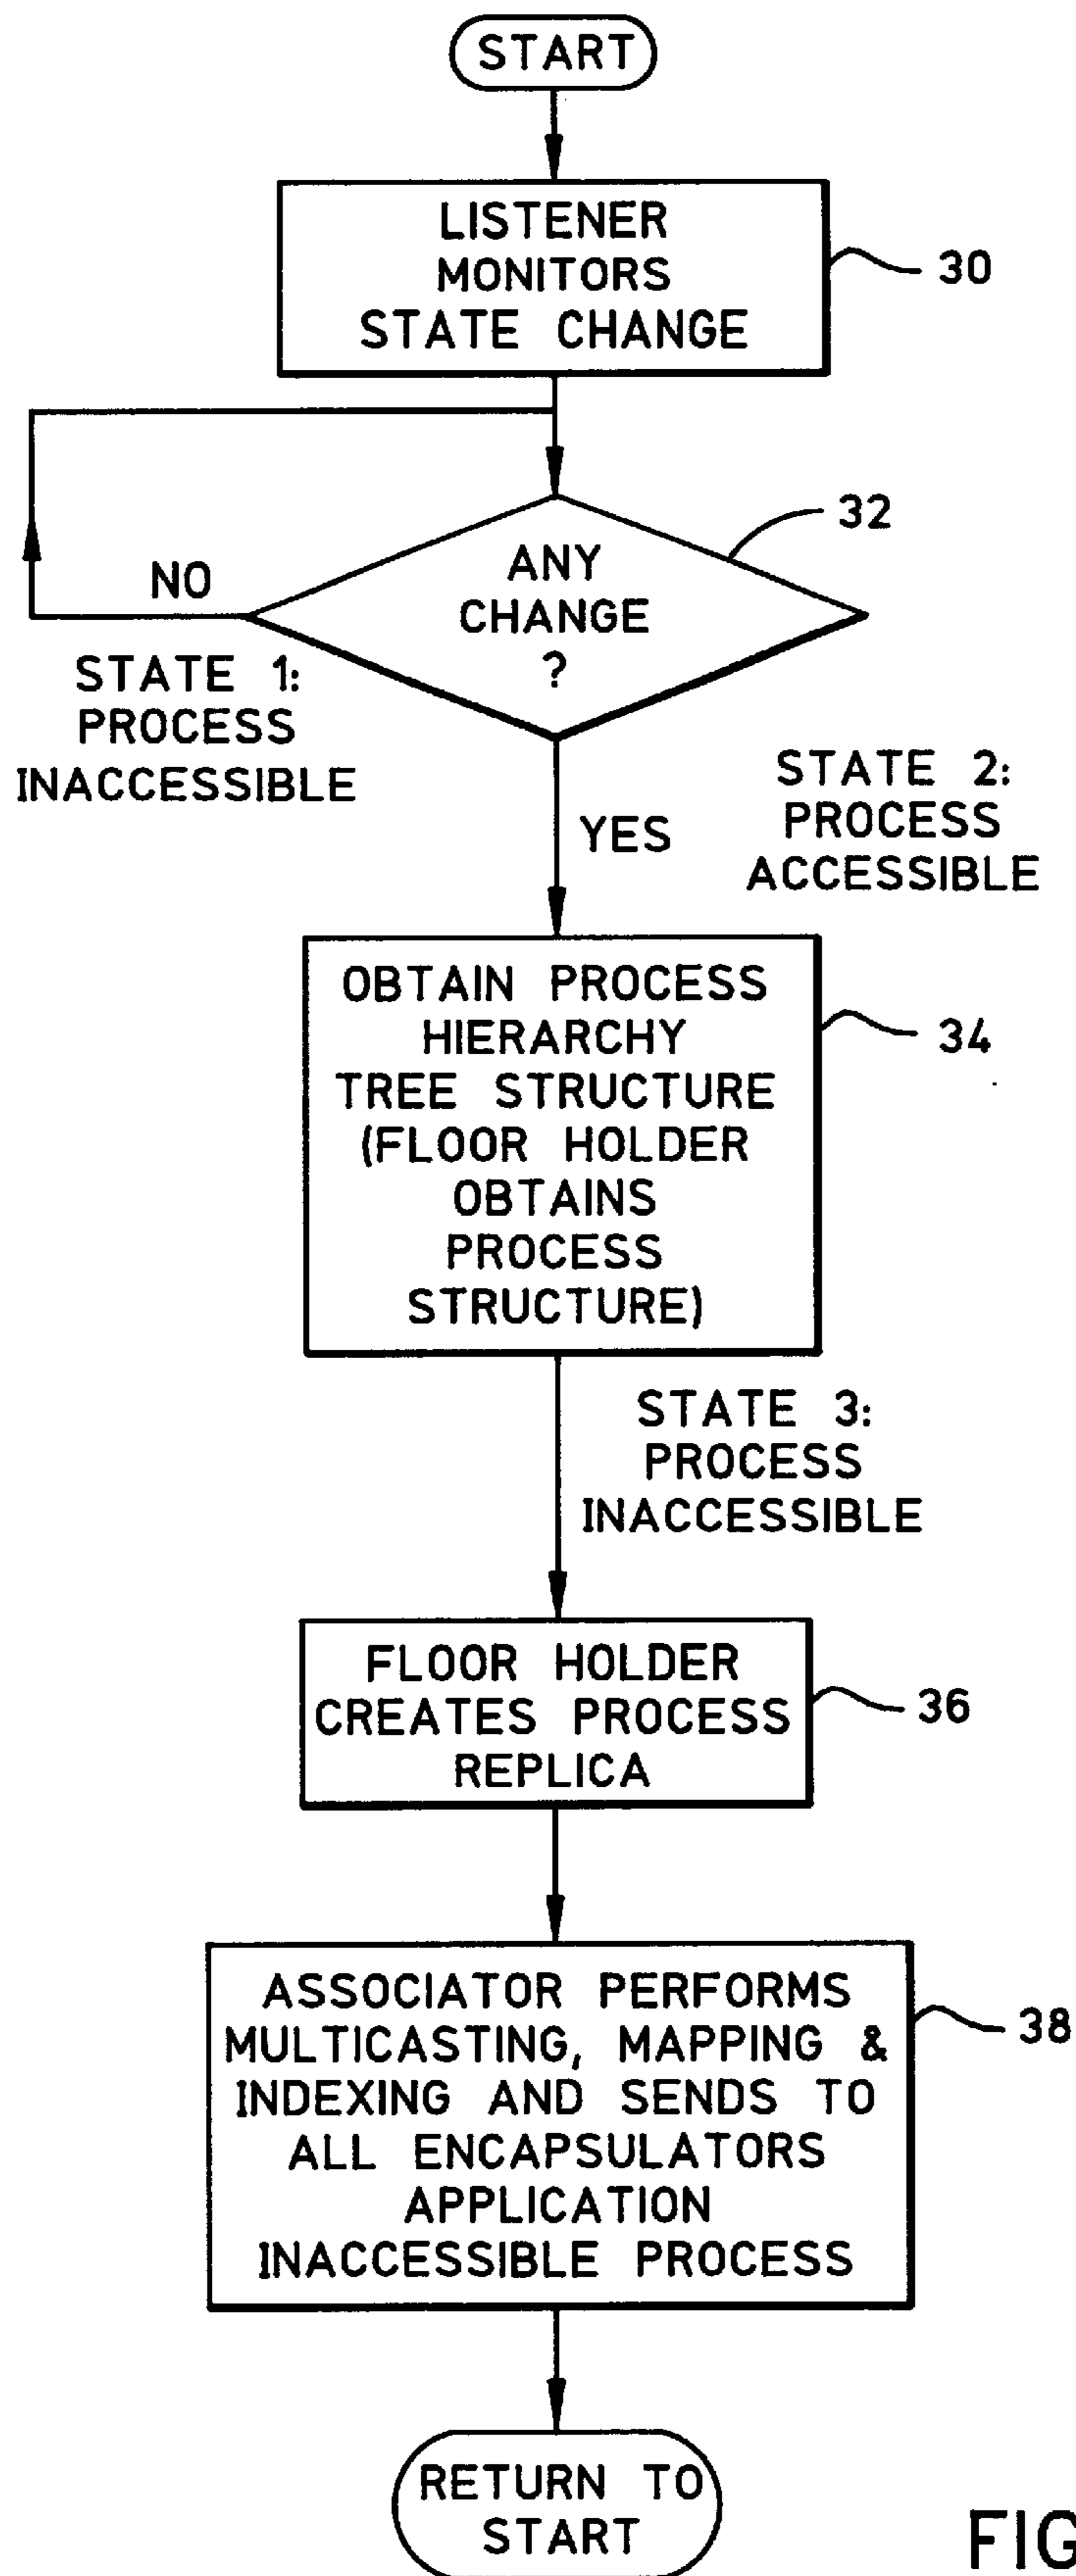 START
LISTENER
MONITORS
STATE CHANGE
30
32
ANY
CHANGE
?
NO
STATE 1:
PROCESS
INACCESSIBLE
YES
STATE 2:
PROCESS
ACCESSIBLE
OBTAIN PROCESS
HIERARCHY
TREE STRUCTURE
(FLOOR HOLDER
OBTAINS
PROCESS
STRUCTURE)
34
STATE 3:
PROCESS
INACCESSIBLE
FLOOR HOLDER
CREATES PROCESS
REPLICA
36
ASSOCIATOR PERFORMS
MULTICASTING, MAPPING &
INDEXING AND SENDS TO
ALL ENCAPSULATORS
APPLICATION
INACCESSIBLE PROCESS
38
RETURN TO
START
FIG